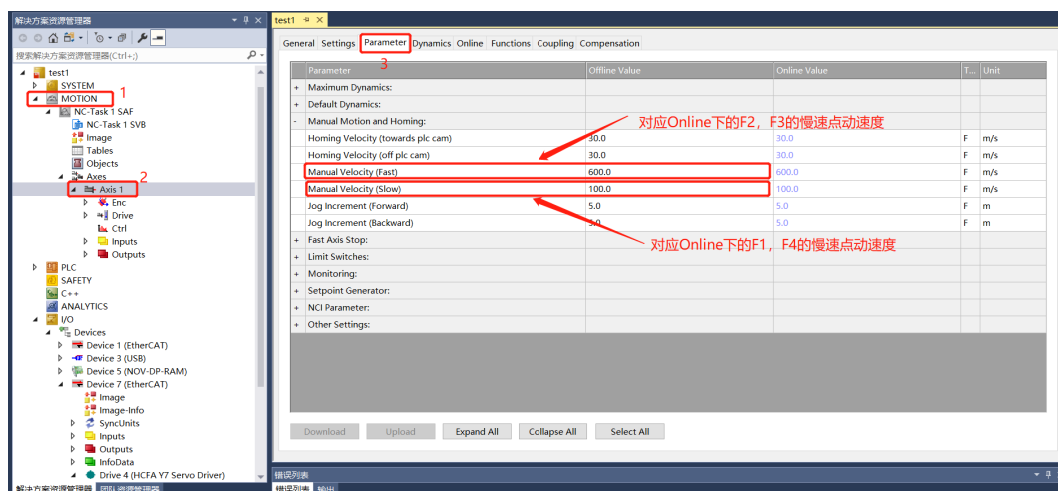 解决方案资源管理器
搜索解决方案资源管理器(Ctrl+;)
test1
SYSTEM
MOTION
1
NC-Task 1 SAF
NC-Task 1 SVB
Image
Tables
Objects
Axes
2
Axis 1
Enc
Drive
Ctrl
Inputs
Outputs
PLC
SAFETY
C++
ANALYTICS
I/O
Devices
Device 1 (EtherCAT)
Device 3 (USB)
Device 5 (NOV-DP-RAM)
Device 7 (EtherCAT)
Image
Image-Info
SyncUnits
Inputs
Outputs
InfoData
Drive 4 (HCFA Y7 Servo Driver)
解决方案资源管理器 团队资源管理器
test1
General Settings Parameter Dynamics Online Functions Coupling Compensation
3
Parameter Offline Value Online Value T... Unit
+ Maximum Dynamics:
+ Default Dynamics:
- Manual Motion and Homing:
对应Online下的F2，F3的慢速点动速度
Homing Velocity (towards plc cam) 30.0 30.0 F m/s
Homing Velocity (off plc cam) 30.0 30.0 F m/s
Manual Velocity (Fast) 600.0 600.0 F m/s
Manual Velocity (Slow) 100.0 100.0 F m/s
Jog Increment (Forward) 5.0 5.0 F m
Jog Increment (Backward) 5.0 5.0 F m
+ Fast Axis Stop:
对应Online下的F1，F4的慢速点动速度
+ Limit Switches:
+ Monitoring:
+ Setpoint Generator:
+ NCI Parameter:
+ Other Settings:
Download Upload Expand All Collapse All Select All
错误列表
错误列表 输出